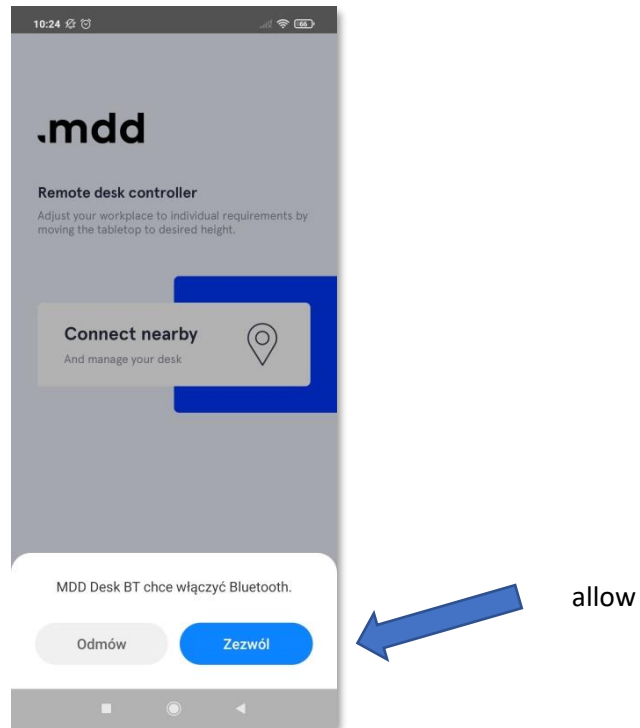 10:24
66
.mdd
Remote desk controller
Adjust your workplace to individual requirements by
moving the tabletop to desired height.
Connect nearby
And manage your desk
MDD Desk BT chce włączyć Bluetooth.
Odmów
Zezwól
allow